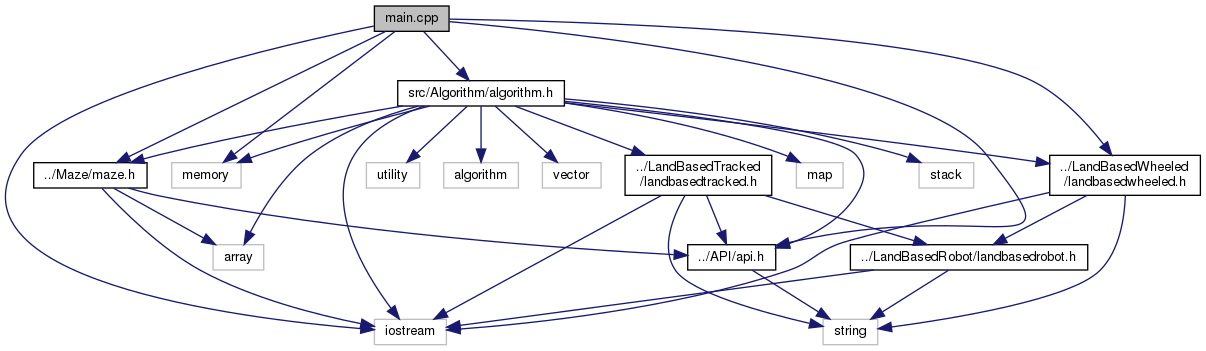 main.cpp
src/Algorithm/algorithm.h
../Maze/maze.h
memory
utility
algorithm
vector
../LandBasedTracked
/landbasedtracked.h
map
stack
../LandBasedWheeled
/landbasedwheeled.h
array
../API/api.h
../LandBasedRobot/landbasedrobot.h
iostream
string